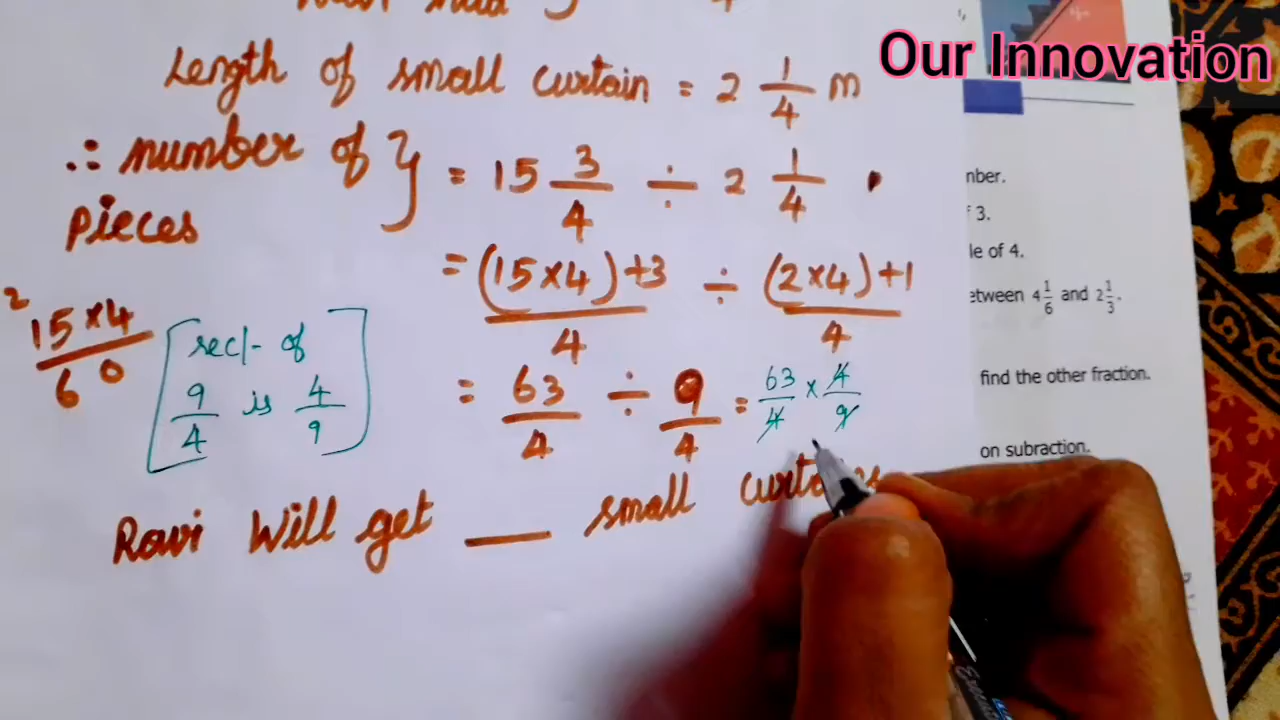 Our Innovation
Length of small curtain = 2 1/4 m
∴ number of } = 15 3/4 ÷ 2 1/4
pieces
= (15×4)+3/4 ÷ (2×4)+1/4
2
15×4
60
[rec/- of
9/4 is 4/9]
= 63/4 ÷ 9/4 = 63/4 × 4/9
Ravi Will get ___ small
nber.
3.
le of 4.
etween 4 1/6 and 2 1/3.
find the other fraction.
on subraction.